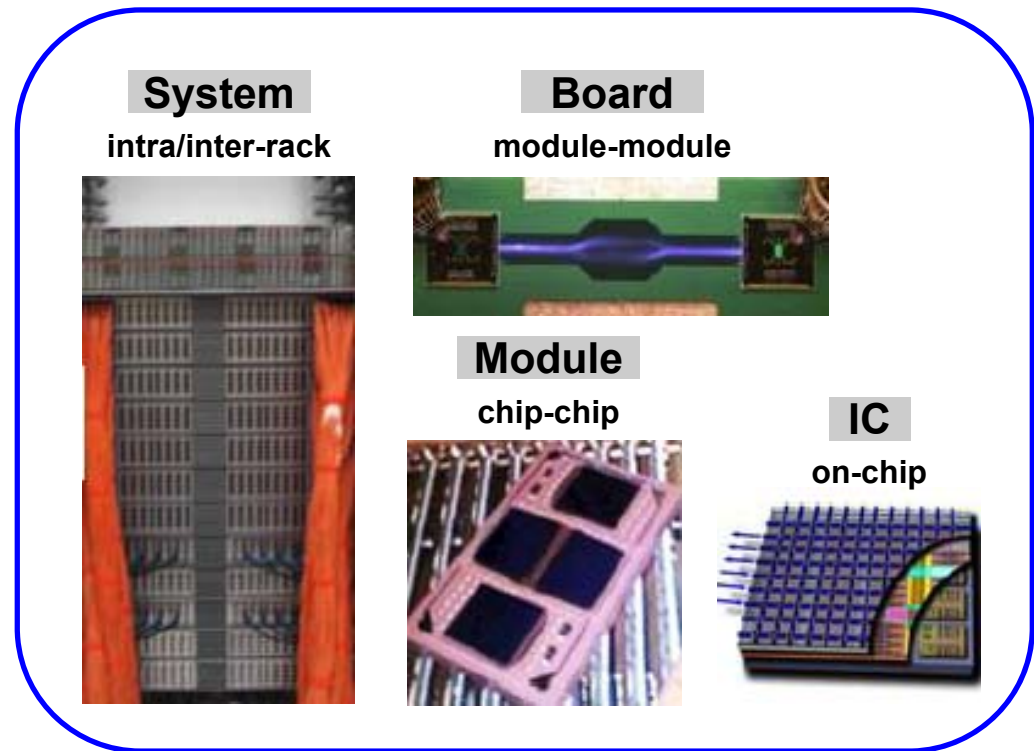 System
intra/inter-rack
Board
module-module
Module
chip-chip
IC
on-chip